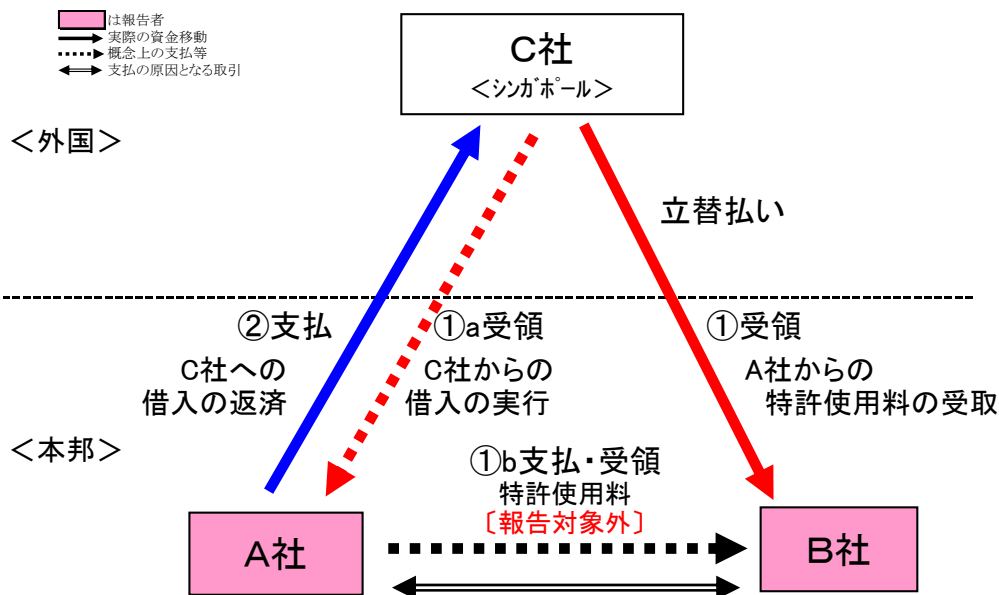 は報告者
実際の資金移動
概念上の支払等
支払の原因となる取引
C社
<シンガポール>
<外国>
立替払い
②支払
C社への
借入の返済
①a受領
C社からの
借入の実行
①受領
A社からの
特許使用料の受取
<本邦>
①b支払・受領
特許使用料
〔報告対象外〕
A社
B社